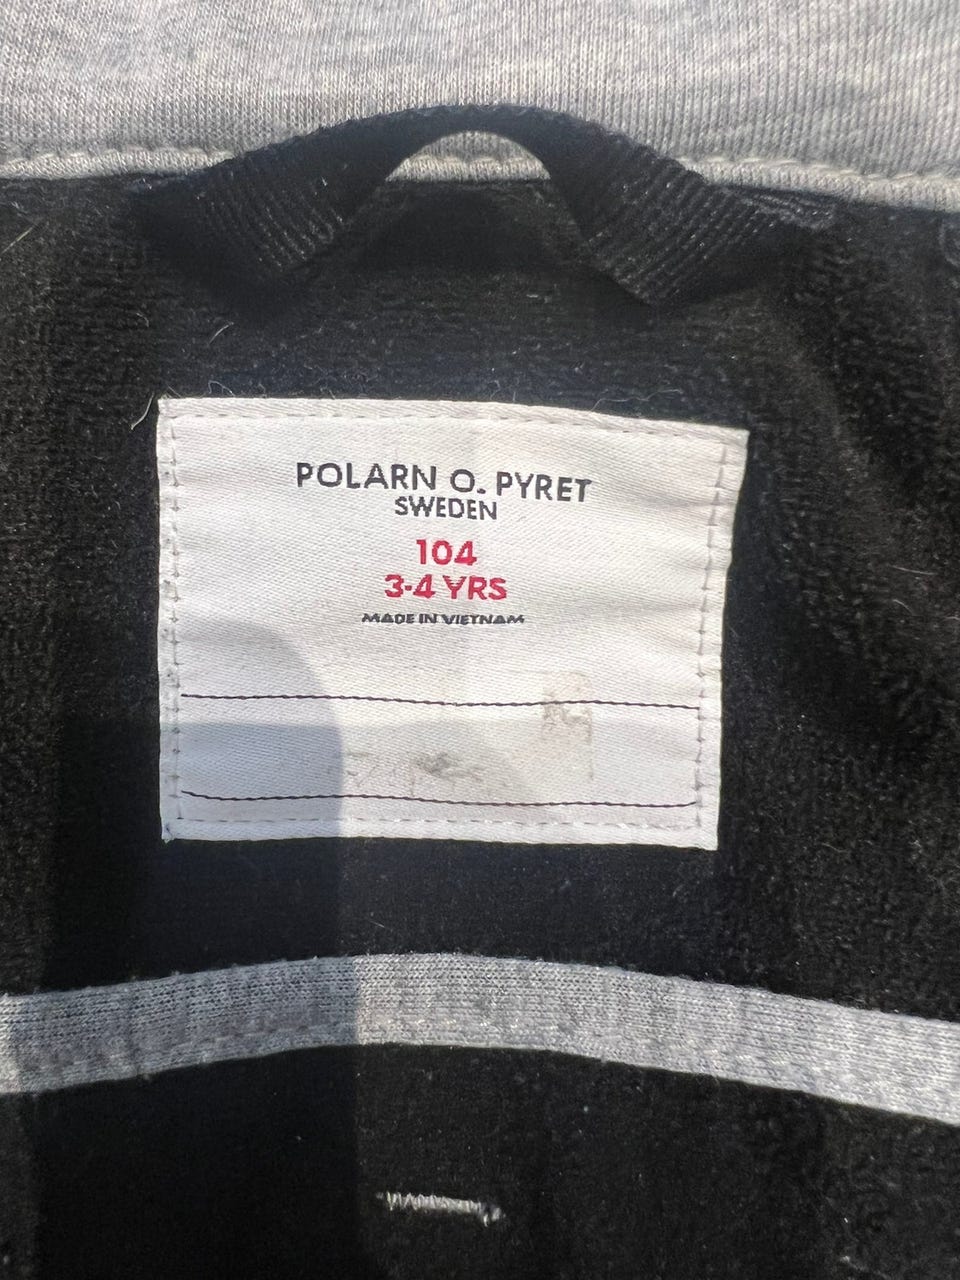 POLARN O. PYRET
SWEDEN
104
3-4 YRS
MADE IN VIETNAM